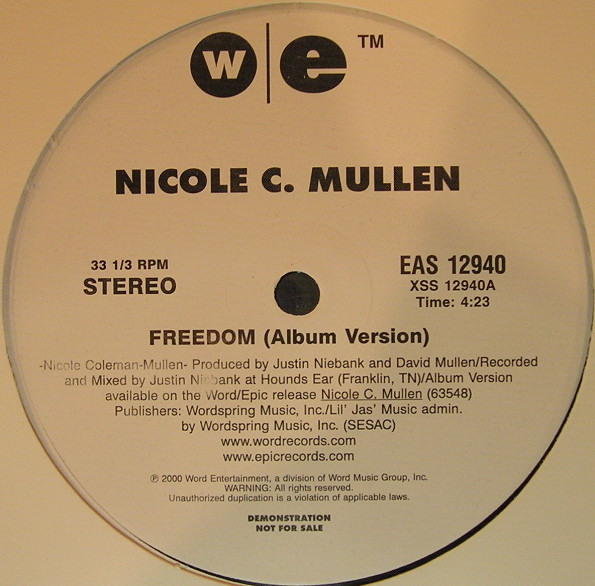 w e ™
NICOLE C. MULLEN
33 1/3 RPM
STEREO
EAS 12940
XSS 12940A
Time: 4:23
FREEDOM (Album Version)
-Nicole Coleman-Mullen- Produced by Justin Niebank and David Mullen/Recorded
and Mixed by Justin Niebank at Hounds Ear (Franklin, TN)/Album Version
available on the Word/Epic release Nicole C. Mullen (63548)
Publishers: Wordspring Music, Inc./Lil' Jas' Music admin.
by Wordspring Music, Inc. (SESAC)
www.wordrecords.com
www.epicrecords.com
℗ 2000 Word Entertainment, a division of Word Music Group, Inc.
WARNING: All rights reserved.
Unauthorized duplication is a violation of applicable laws.
DEMONSTRATION
NOT FOR SALE